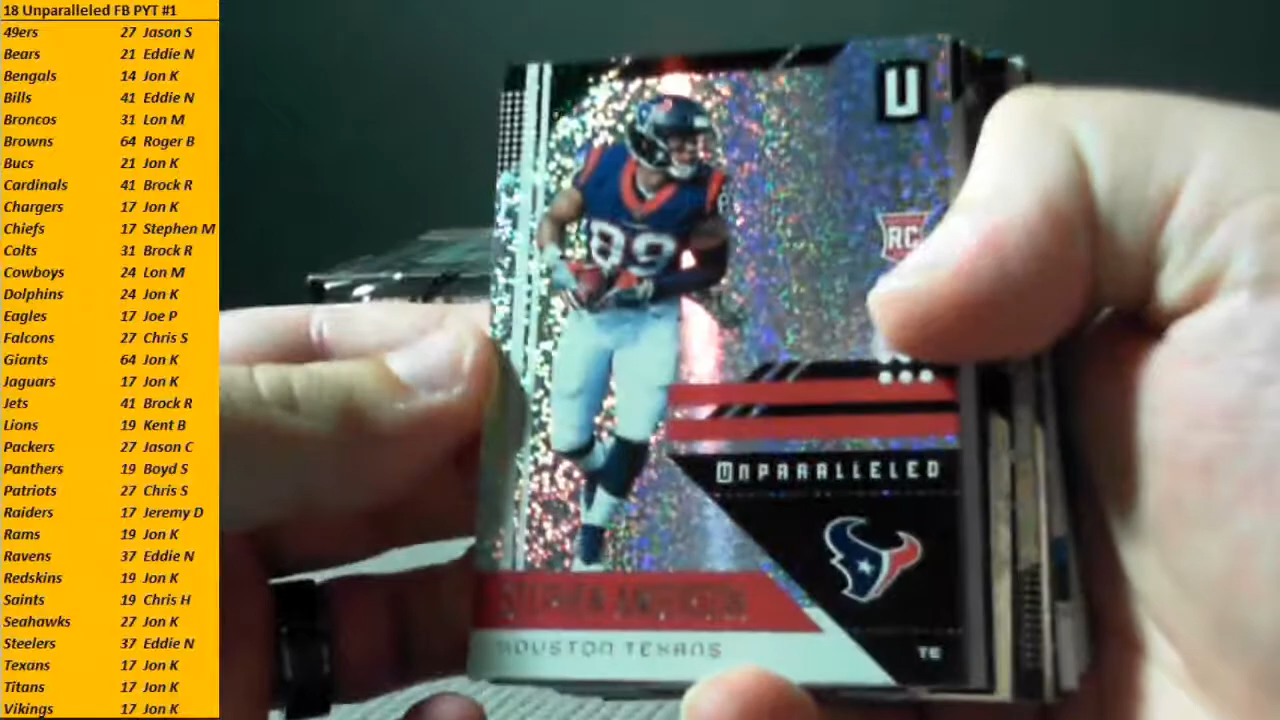 18 Unparalleled FB PYT #1
49ers 27 Jason S
Bears 21 Eddie N
Bengals 14 Jon K
Bills 41 Eddie N
Broncos 31 Lon M
Browns 64 Roger B
Bucs 21 Jon K
Cardinals 41 Brock R
Chargers 17 Jon K
Chiefs 17 Stephen M
Colts 31 Brock R
Cowboys 24 Lon M
Dolphins 24 Jon K
Eagles 17 Joe P
Falcons 27 Chris S
Giants 64 Jon K
Jaguars 17 Jon K
Jets 41 Brock R
Lions 19 Kent B
Packers 27 Jason C
Panthers 19 Boyd S
Patriots 27 Chris S
Raiders 17 Jeremy D
Rams 19 Jon K
Ravens 37 Eddie N
Redskins 19 Jon K
Saints 19 Chris H
Seahawks 27 Jon K
Steelers 37 Eddie N
Texans 17 Jon K
Titans 17 Jon K
Vikings 17 Jon K
U
RC
89
UNPARALLELED
STEPHEN ANDERSON
HOUSTON TEXANS
TE